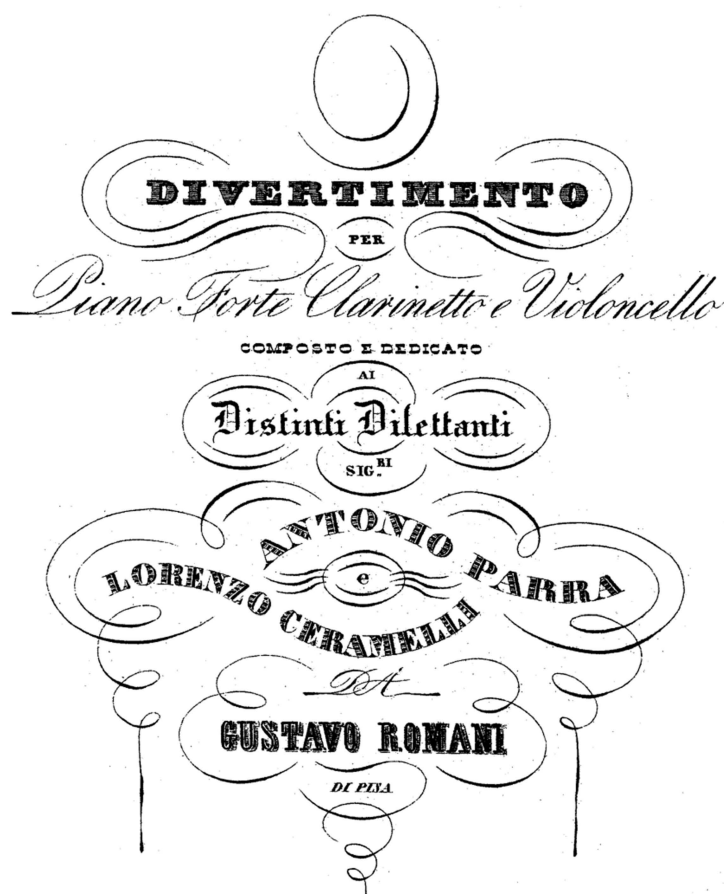 DIVERTIMENTO
PER
Piano Forte Clarinetto e Violoncello
COMPOSTO E DEDICATO
AI
Distinti Dilettanti
SIG.RI
ANTONIO PARRA
e
LORENZO CERAMELLI
DA
GUSTAVO ROMANI
DI PISA